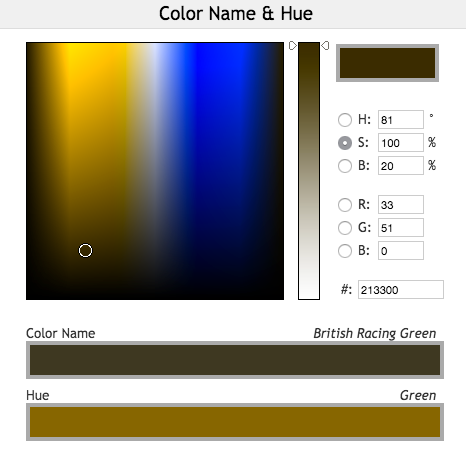 Color Name & Hue
H: 81 °
S: 100 %
B: 20 %
R: 33
G: 51
B: 0
#: 213300
Color Name British Racing Green
Hue Green